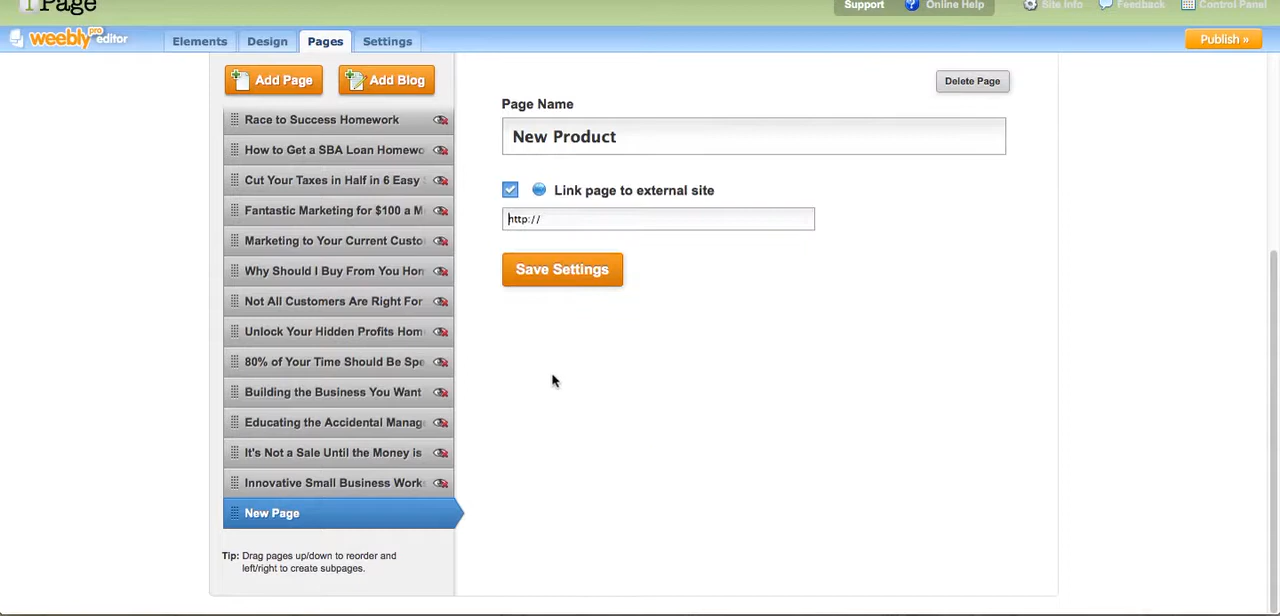 iPage
Support
Online Help
Site Info
Feedback
Control Panel
weebly pro editor
Elements
Design
Pages
Settings
Publish »
Add Page
Add Blog
Race to Success Homework
How to Get a SBA Loan Homewo
Cut Your Taxes in Half in 6 Easy
Fantastic Marketing for $100 a M
Marketing to Your Current Custo
Why Should I Buy From You Hon
Not All Customers Are Right For
Unlock Your Hidden Profits Hom
80% of Your Time Should Be Spe
Building the Business You Want
Educating the Accidental Manag
It's Not a Sale Until the Money is
Innovative Small Business Work
New Page
Tip: Drag pages up/down to reorder and
left/right to create subpages.
Delete Page
Page Name
New Product
Link page to external site
http://
Save Settings